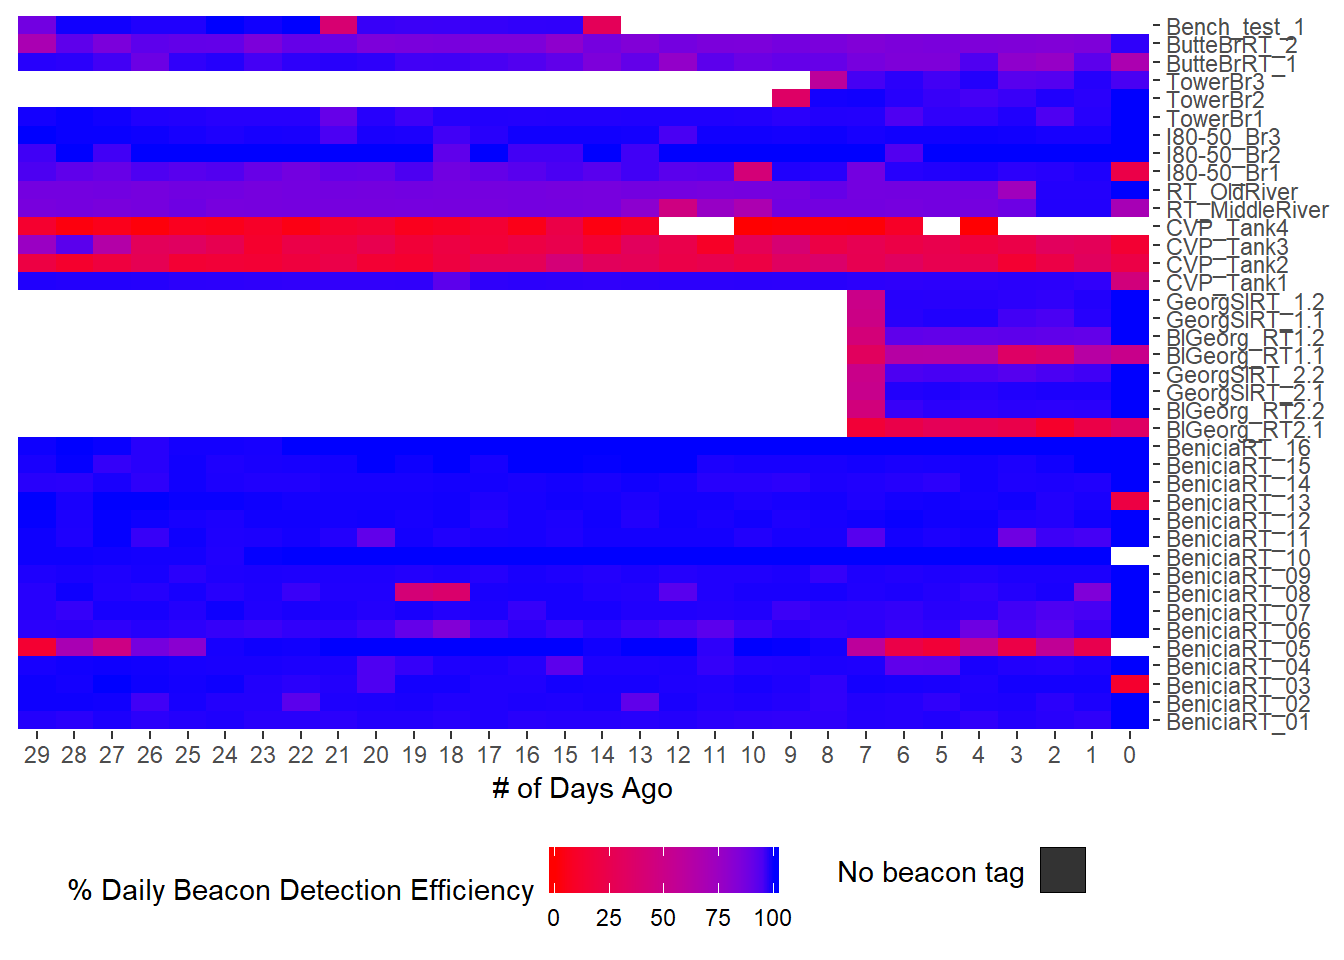 Bench_test_1
ButteBrRT_2
ButteBrRT_1
TowerBr3
TowerBr2
TowerBr1
I80-50_Br3
I80-50_Br2
I80-50_Br1
RT_OldRiver
RT_MiddleRiver
CVP_Tank4
CVP_Tank3
CVP_Tank2
CVP_Tank1
GeorgSlRT_1.2
GeorgSlRT_1.1
BlGeorg_RT1.2
BlGeorg_RT1.1
GeorgSlRT_2.2
GeorgSlRT_2.1
BlGeorg_RT2.2
BlGeorg_RT2.1
BeniciaRT_16
BeniciaRT_15
BeniciaRT_14
BeniciaRT_13
BeniciaRT_12
BeniciaRT_11
BeniciaRT_10
BeniciaRT_09
BeniciaRT_08
BeniciaRT_07
BeniciaRT_06
BeniciaRT_05
BeniciaRT_04
BeniciaRT_03
BeniciaRT_02
BeniciaRT_01
29 28 27 26 25 24 23 22 21 20 19 18 17 16 15 14 13 12 11 10 9 8 7 6 5 4 3 2 1 0
# of Days Ago
% Daily Beacon Detection Efficiency
0 25 50 75 100
No beacon tag